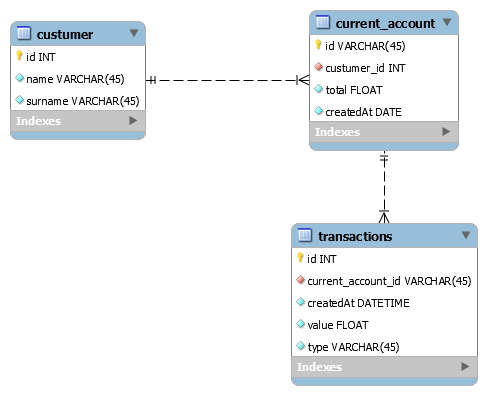 custumer
id INT
name VARCHAR(45)
surname VARCHAR(45)
Indexes
current_account
id VARCHAR(45)
custumer_id INT
total FLOAT
createdAt DATE
Indexes
transactions
id INT
current_account_id VARCHAR(45)
createdAt DATETIME
value FLOAT
type VARCHAR(45)
Indexes